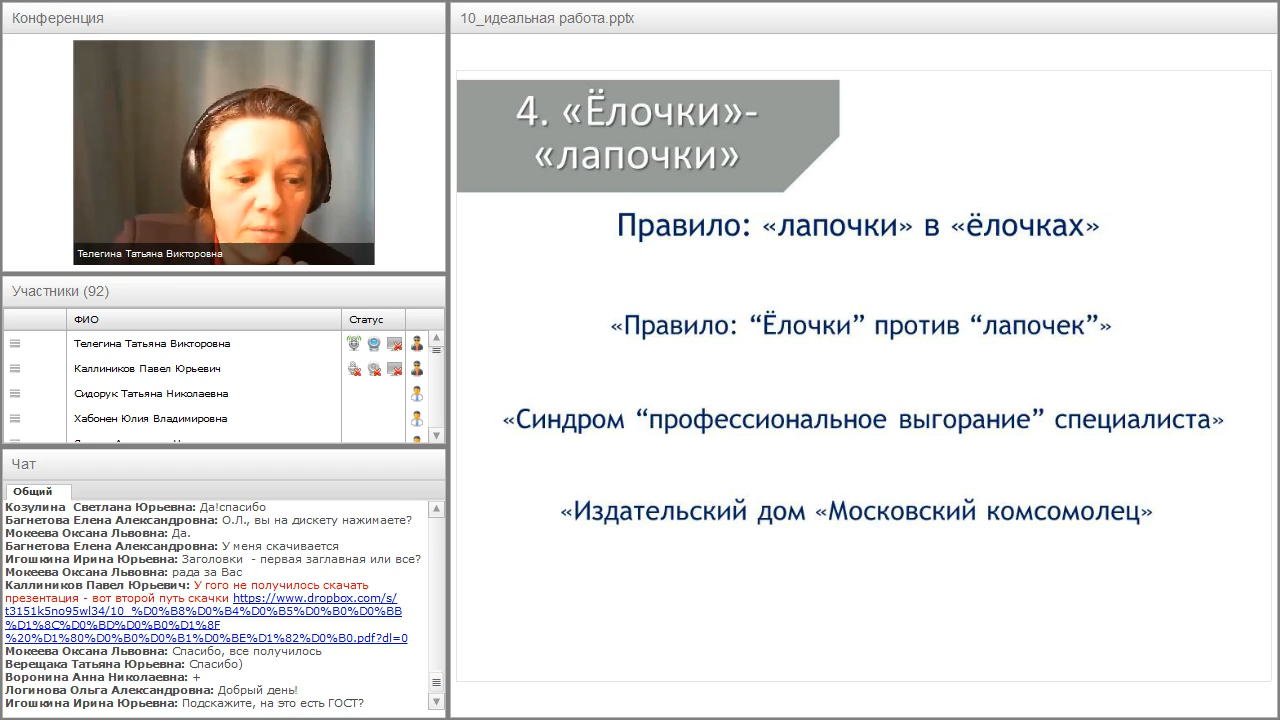 Конференция
Телегина Татьяна Викторовна
Участники (92)
ФИО Статус
Телегина Татьяна Викторовна
Каллиников Павел Юрьевич
Сидорук Татьяна Николаевна
Хабонен Юлия Владимировна
Чат
Общий
Козулина Светлана Юрьевна: Да!спасибо
Багнетова Елена Александровна: О.Л., вы на дискету нажимаете?
Мокеева Оксана Львовна: Да.
Багнетова Елена Александровна: У меня скачивается
Игошкина Ирина Юрьевна: Заголовки - первая заглавная или все?
Мокеева Оксана Львовна: рада за Вас
Каллиников Павел Юрьевич: У гого не получилось скачать
презентация - вот второй путь скачки https://www.dropbox.com/s/
t3151k5no95wl34/10_%D0%B8%D0%B4%D0%B5%D0%B0%D0%BB
%D1%8C%D0%BD%D0%B0%D1%8F
%20%D1%80%D0%B0%D0%B1%D0%BE%D1%82%D0%B0.pdf?dl=0
Мокеева Оксана Львовна: Спасибо, все получилось
Верещака Татьяна Юрьевна: Спасибо)
Воронина Анна Николаевна: +
Логинова Ольга Александровна: Добрый день!
Игошкина Ирина Юрьевна: Подскажите, на это есть ГОСТ?
10_идеальная работа.pptx
4. «Ёлочки»-
«лапочки»
Правило: «лапочки» в «ёлочках»
«Правило: “Ёлочки” против “лапочек”»
«Синдром “профессиональное выгорание” специалиста»
«Издательский дом «Московский комсомолец»